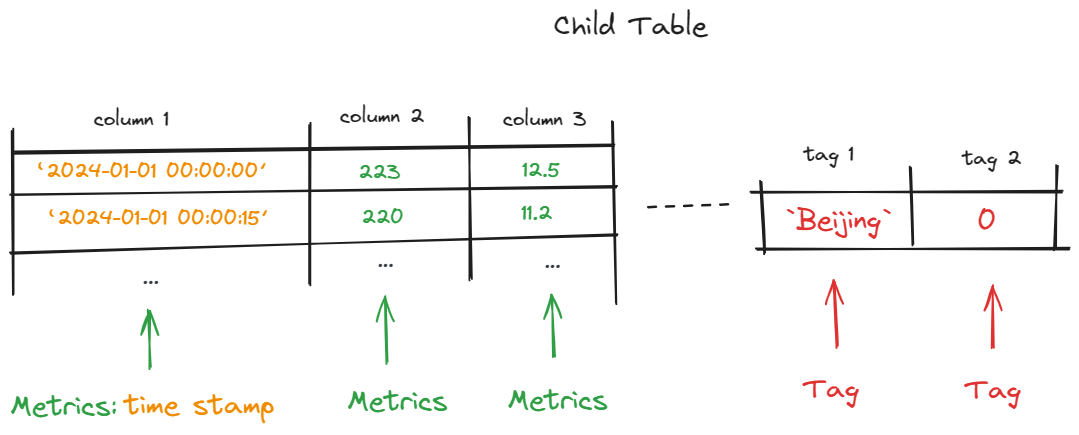 Child Table
column 1 column 2 column 3
tag 1 tag 2
‘2024-01-01 00:00:00’ 223 12.5
‘2024-01-01 00:00:15’ 220 11.2
`Beijing` 0
... ... ...
Metrics: time stamp Metrics Metrics
Tag Tag